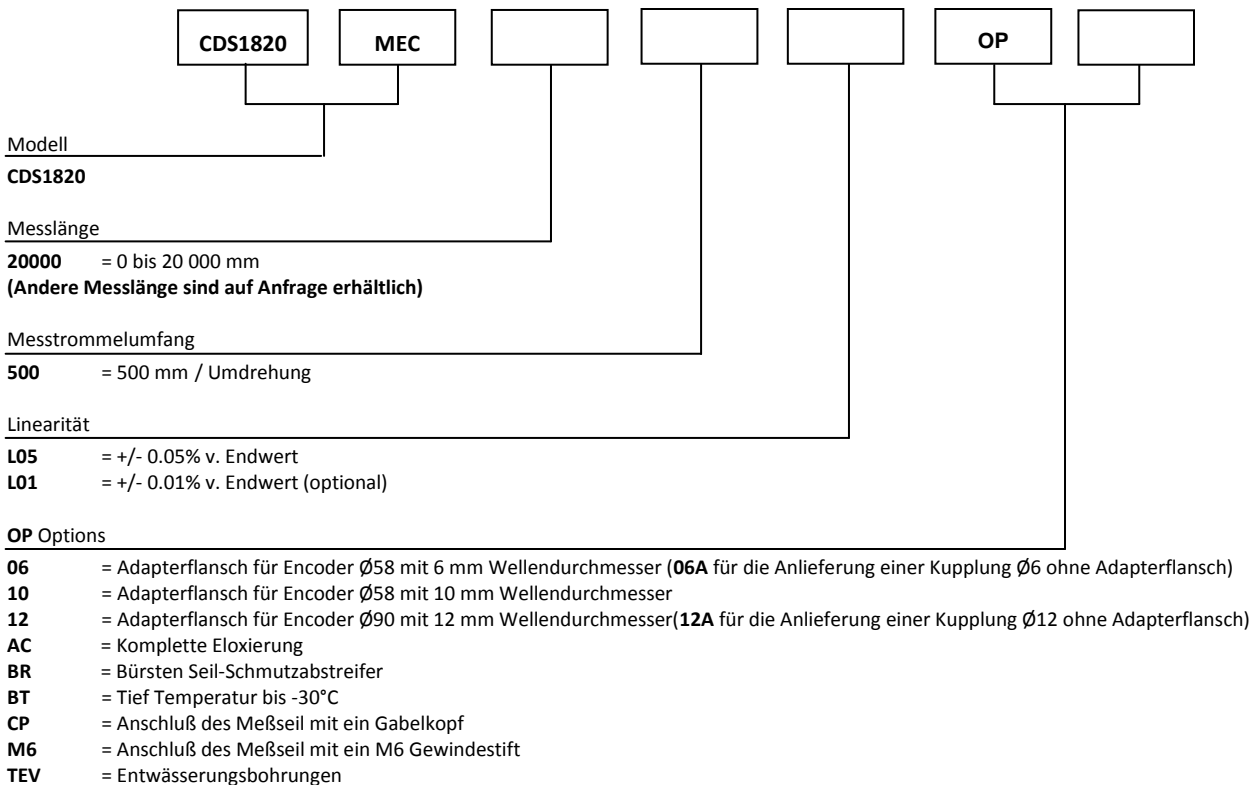 CDS1820 MEC OP
Modell
CDS1820
Messlänge
20000 = 0 bis 20 000 mm
(Andere Messlänge sind auf Anfrage erhältlich)
Messtrommelumfang
500 = 500 mm / Umdrehung
Linearität
L05 = +/- 0.05% v. Endwert
L01 = +/- 0.01% v. Endwert (optional)
OP Options
06 = Adapterflansch für Encoder Ø58 mit 6 mm Wellendurchmesser (06A für die Anlieferung einer Kupplung Ø6 ohne Adapterflansch)
10 = Adapterflansch für Encoder Ø58 mit 10 mm Wellendurchmesser
12 = Adapterflansch für Encoder Ø90 mit 12 mm Wellendurchmesser(12A für die Anlieferung einer Kupplung Ø12 ohne Adapterflansch)
AC = Komplette Eloxierung
BR = Bürsten Seil-Schmutzabstreifer
BT = Tief Temperatur bis -30°C
CP = Anschluß des Meßseil mit ein Gabelkopf
M6 = Anschluß des Meßseil mit ein M6 Gewindestift
TEV = Entwässerungsbohrungen